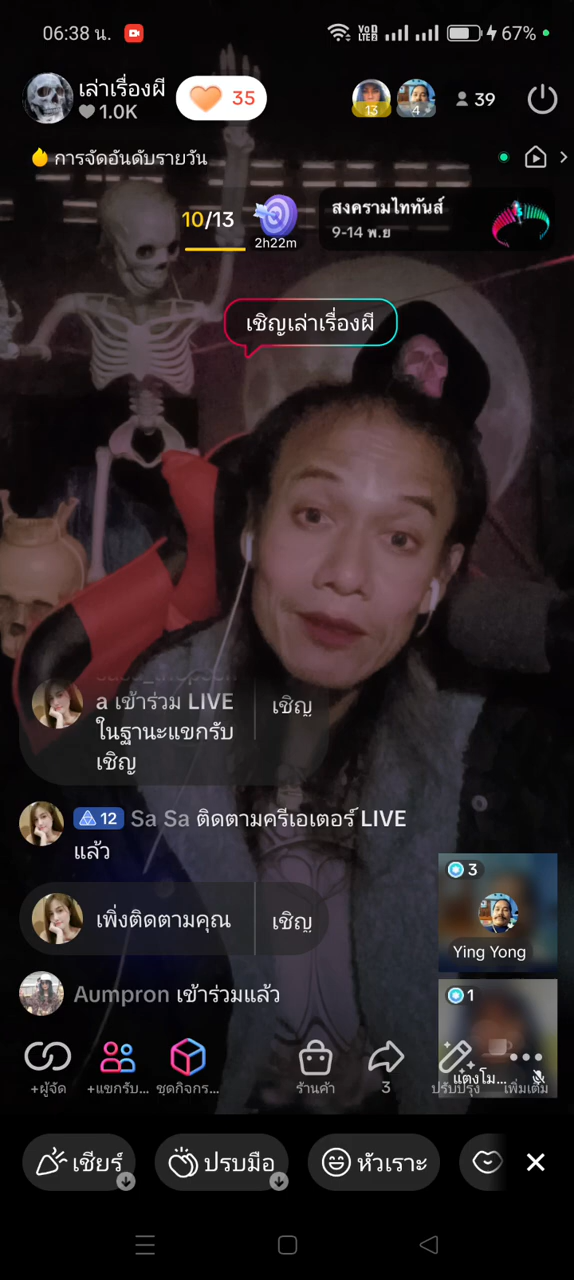 06:38 น.
VoD LTE2
67%
เล่าเรื่องผี
1.0K
35
13
4
39
การจัดอันดับรายวัน
10/13
2h22m
สงครามไททันส์
9-14 พ.ย
เชิญเล่าเรื่องผี
a เข้าร่วม LIVE
ในฐานะแขกรับ
เชิญ
เชิญ
12 Sa Sa ติดตามครีเอเตอร์ LIVE
แล้ว
เพิ่งติดตามคุณ
เชิญ
3
Ying Yong
Aumpron เข้าร่วมแล้ว
1
แตงโม...
+ผู้จัด
+แขกรับ...
ชุดกิจกร...
ร้านค้า
3
ปรับปรุง
เพิ่มเติม
เชียร์
ปรบมือ
หัวเราะ